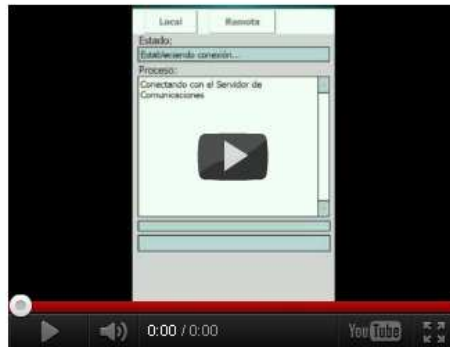 Local Remota
Estado:
Estableciendo conexión...
Proceso:
Conectando con el Servidor de
Comunicaciones
0:00 / 0:00 YouTube